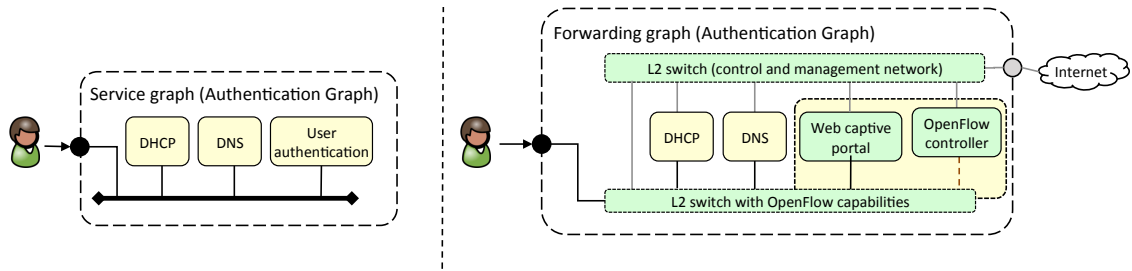 Service graph (Authentication Graph)
DHCP
DNS
User
authentication
Forwarding graph (Authentication Graph)
L2 switch (control and management network)
Internet
DHCP
DNS
Web captive
portal
OpenFlow
controller
L2 switch with OpenFlow capabilities